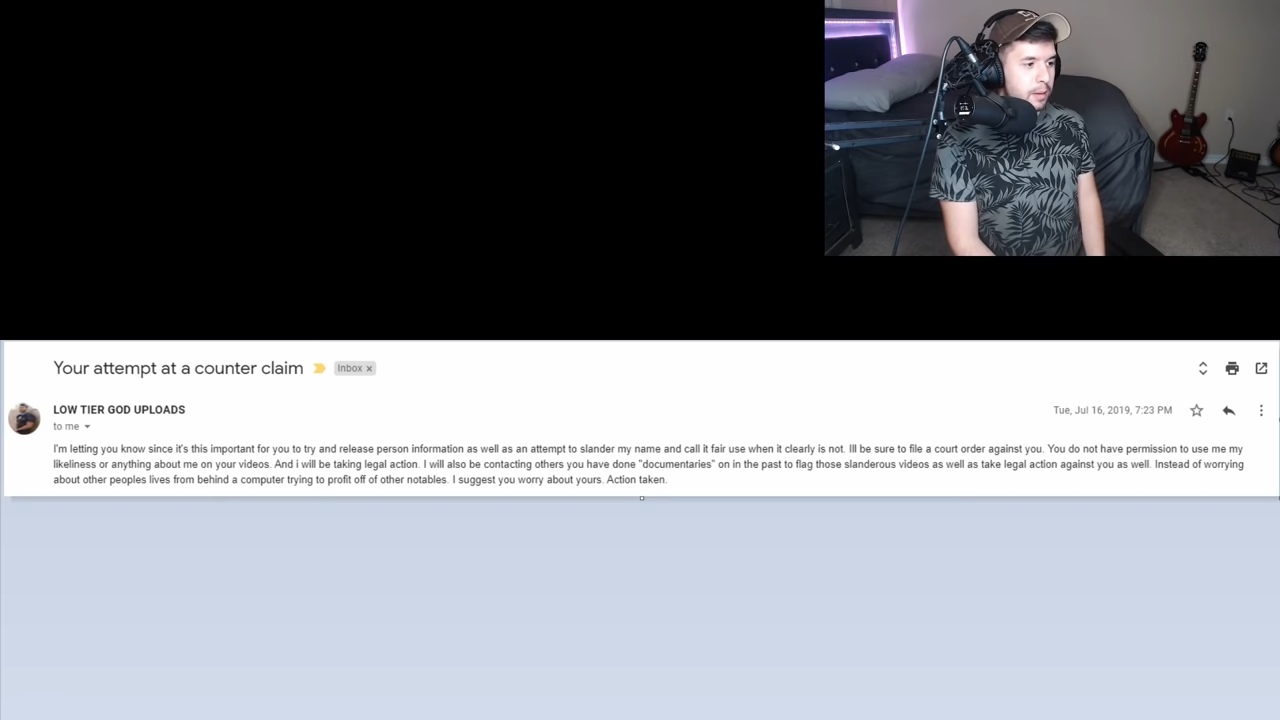 Your attempt at a counter claim
Inbox ×
LOW TIER GOD UPLOADS
Tue, Jul 16, 2019, 7:23 PM
to me
I'm letting you know since it's this important for you to try and release person information as well as an attempt to slander my name and call it fair use when it clearly is not. Ill be sure to file a court order against you. You do not have permission to use me my
likeliness or anything about me on your videos. And i will be taking legal action. I will also be contacting others you have done "documentaries" on in the past to flag those slanderous videos as well as take legal action against you as well. Instead of worrying
about other peoples lives from behind a computer trying to profit off of other notables. I suggest you worry about yours. Action taken.